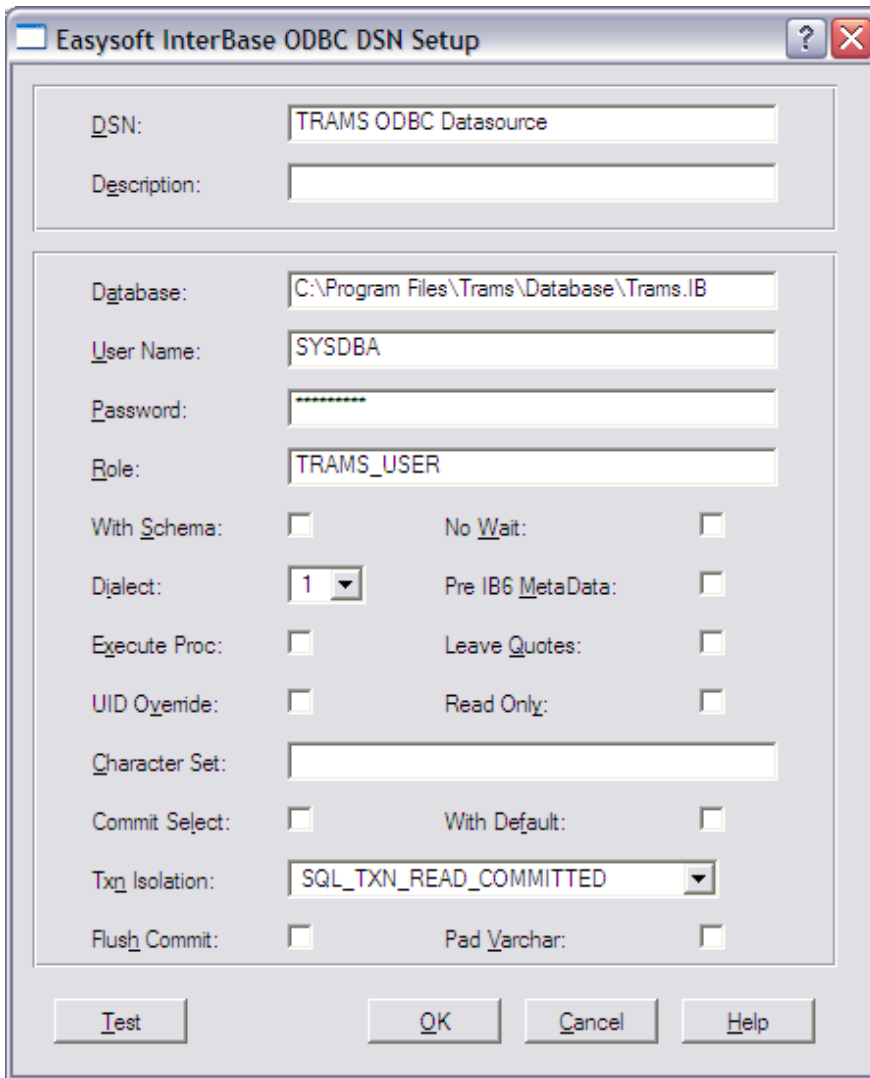 Easysoft InterBase ODBC DSN Setup
DSN: TRAMS ODBC Datasource
Description:
Database: C:\Program Files\Trams\Database\Trams.IB
User Name: SYSDBA
Password: *********
Role: TRAMS_USER
With Schema: No Wait:
Dialect: 1 Pre IB6 MetaData:
Execute Proc: Leave Quotes:
UID Override: Read Only:
Character Set:
Commit Select: With Default:
Txn Isolation: SQL_TXN_READ_COMMITTED
Flush Commit: Pad Varchar:
Test OK Cancel Help